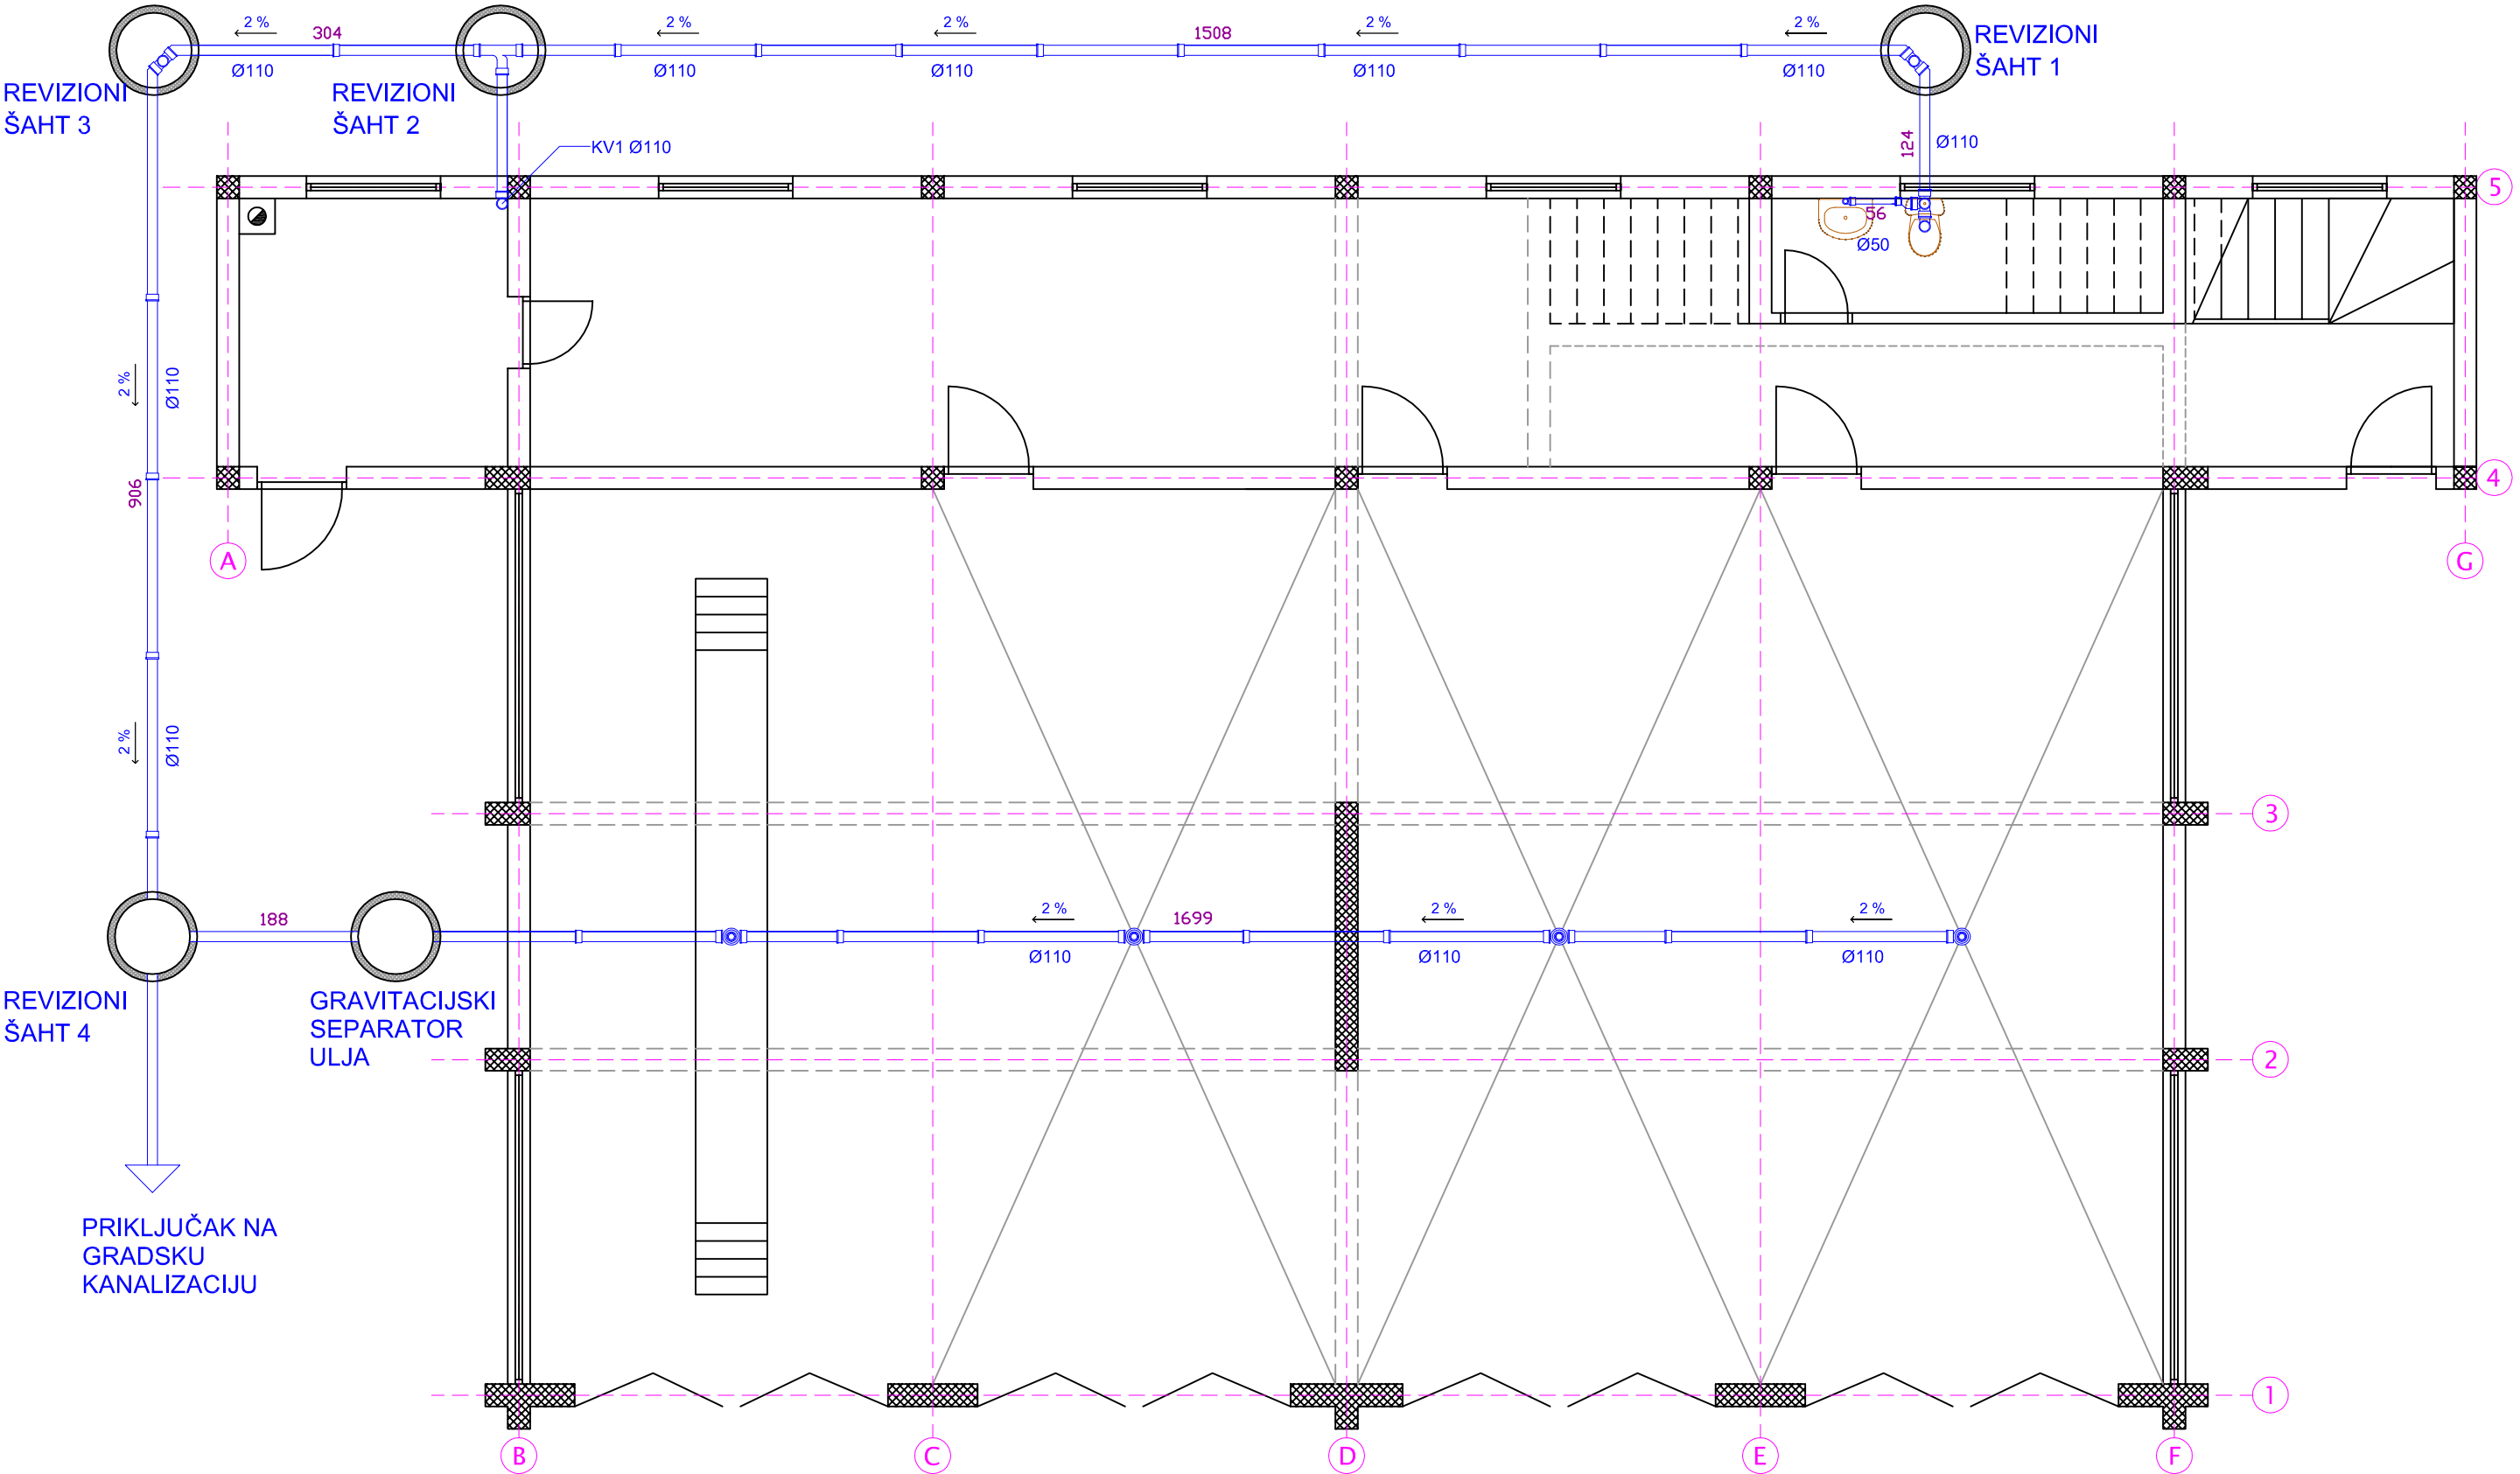 2 %
304
2 %
2 %
1508
2 %
2 %
Ø110
Ø110
Ø110
Ø110
Ø110
REVIZIONI
ŠAHT 1
REVIZIONI
ŠAHT 3
REVIZIONI
ŠAHT 2
KV1 Ø110
124
Ø110
5
56
Ø50
2 %
Ø110
906
4
A
G
2 %
Ø110
3
188
2 %
1699
2 %
2 %
Ø110
Ø110
Ø110
REVIZIONI
ŠAHT 4
GRAVITACIJSKI
SEPARATOR
ULJA
2
PRIKLJUČAK NA
GRADSKU
KANALIZACIJU
1
B
C
D
E
F